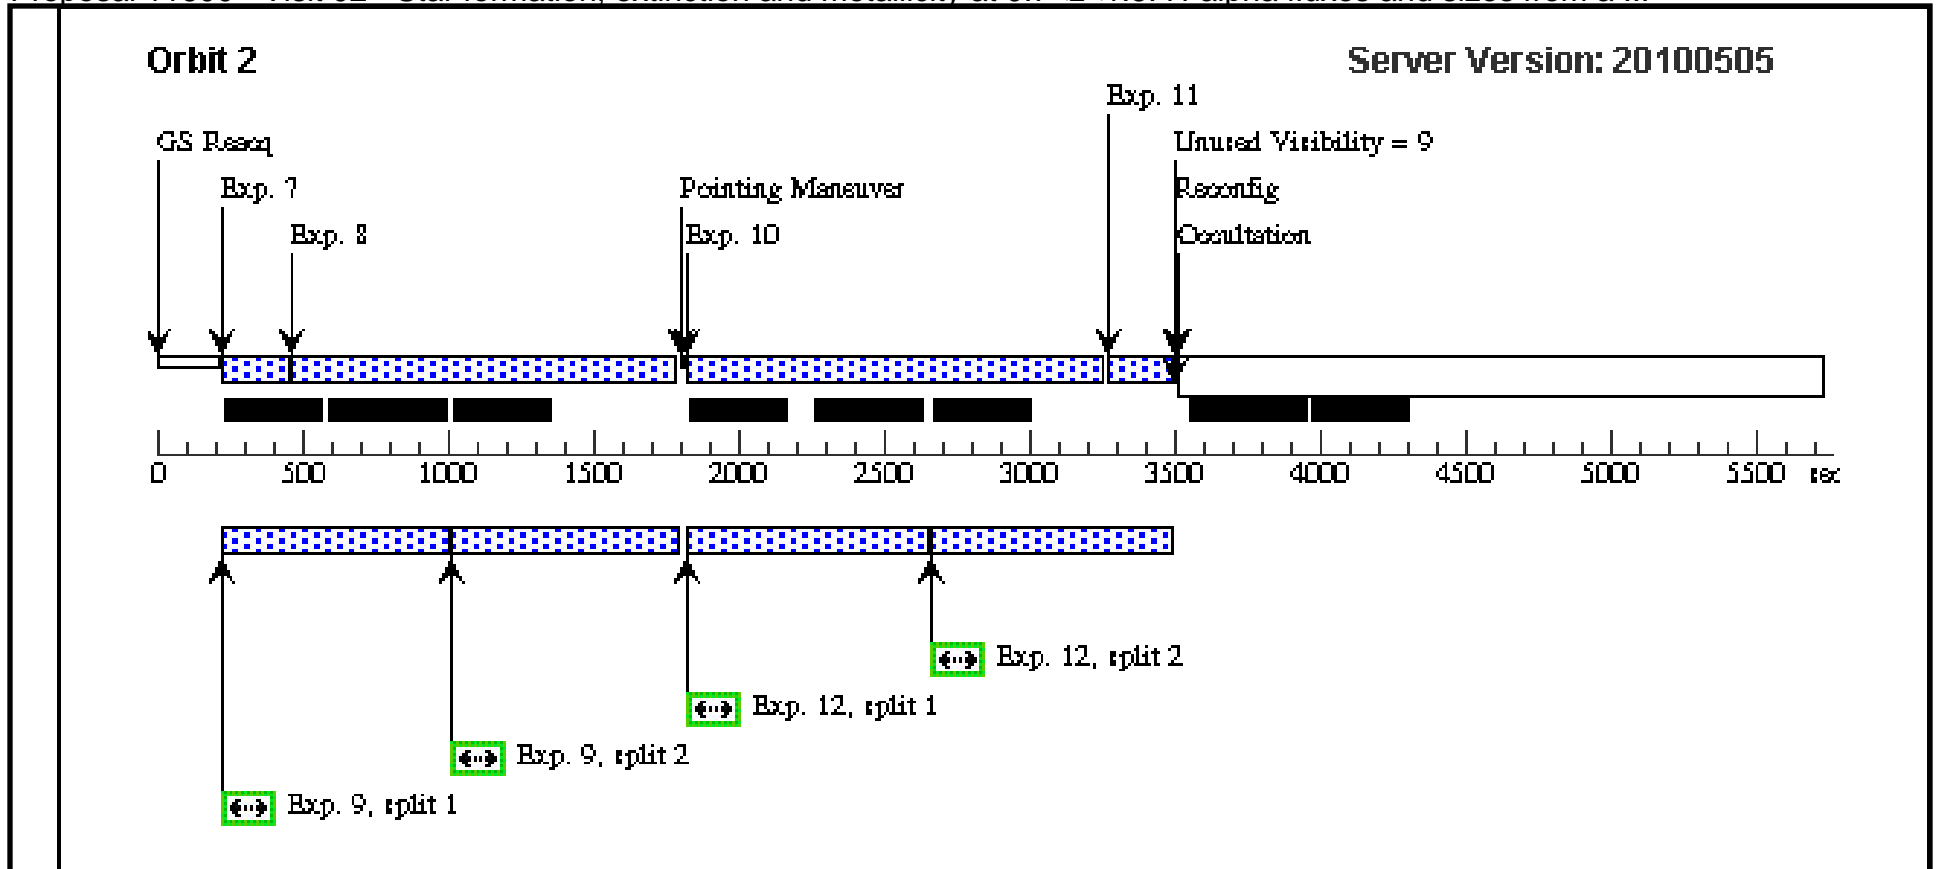 Orbit 2
Server Version: 20100505
Exp. 11
GS Reacq
Unused Visibility = 9
Exp. 7
Pointing Maneuver
Reconfig
Exp. 8
Exp. 10
Occultation
0 500 1000 1500 2000 2500 3000 3500 4000 4500 5000 5500 sec
Exp. 12, split 2
Exp. 12, split 1
Exp. 9, split 2
Exp. 9, split 1